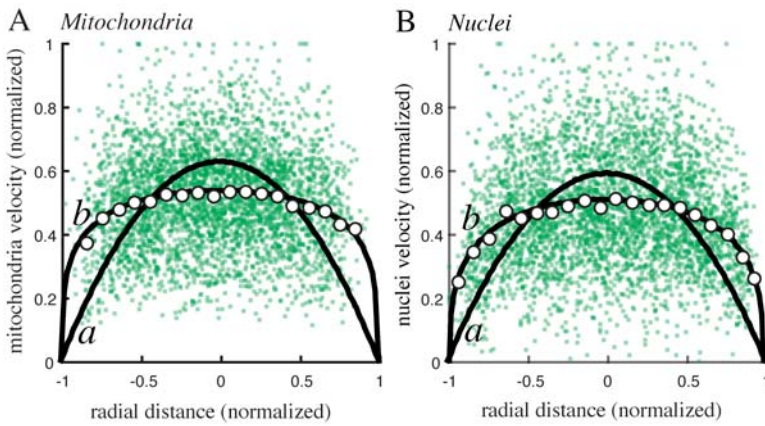 A Mitochondria
mitochondria velocity (normalized)
1
0.8
0.6
0.4
0.2
0
b
a
-1 -0.5 0 0.5 1
radial distance (normalized)
B Nuclei
nuclei velocity (normalized)
1
0.8
0.6
0.4
0.2
0
b
a
-1 -0.5 0 0.5 1
radial distance (normalized)